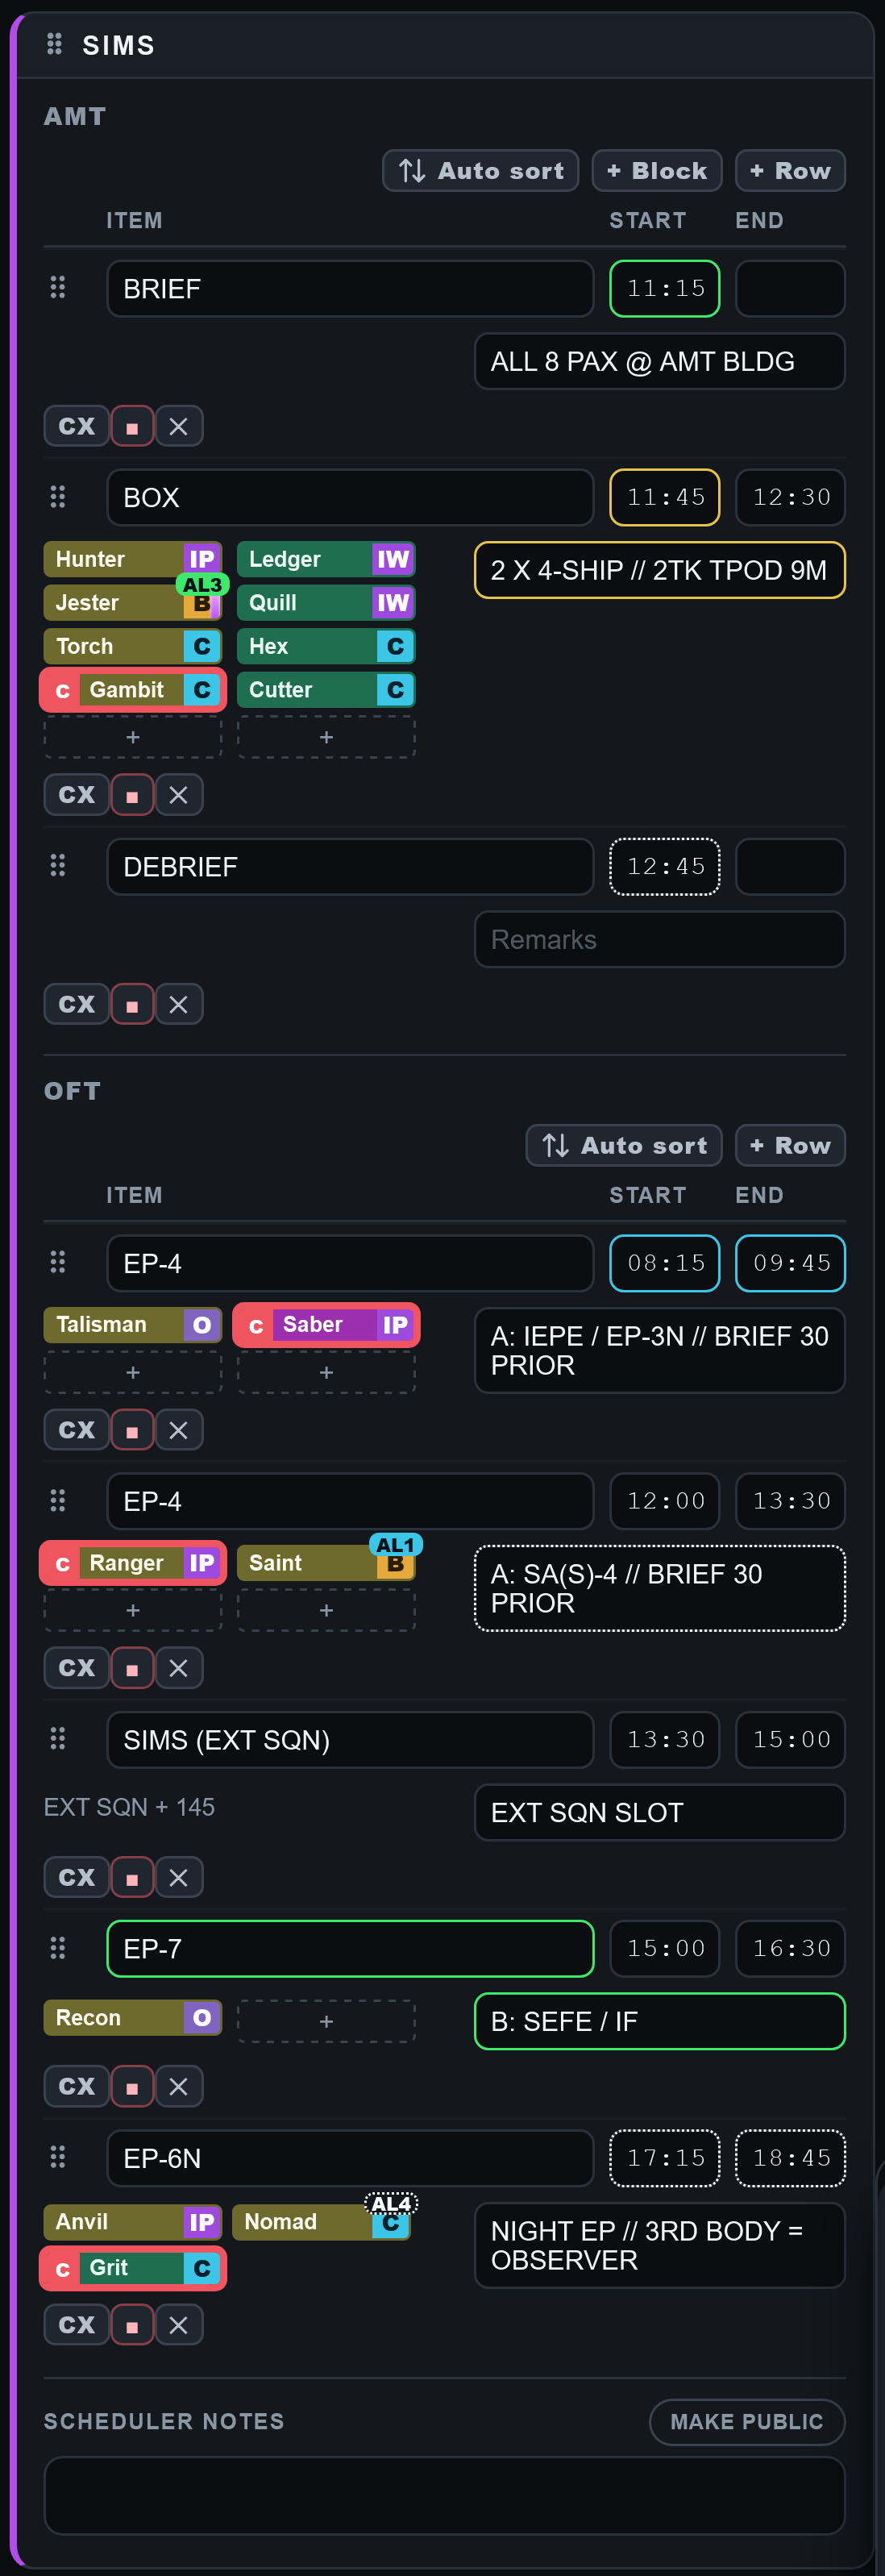 SIMS
AMT
Auto sort + Block + Row
ITEM START END
BRIEF 11:15
ALL 8 PAX @ AMT BLDG
CX
BOX 11:45 12:30
Hunter IP Ledger IW 2 X 4-SHIP // 2TK TPOD 9M
AL3
Jester B Quill IW
Torch C Hex C
c Gambit C Cutter C
+ +
CX
DEBRIEF 12:45
Remarks
CX
OFT
Auto sort + Row
ITEM START END
EP-4 08:15 09:45
Talisman O c Saber IP
+ +
A: IEPE / EP-3N // BRIEF 30
PRIOR
CX
EP-4 12:00 13:30
AL1
c Ranger IP Saint B
+ +
A: SA(S)-4 // BRIEF 30
PRIOR
CX
SIMS (EXT SQN) 13:30 15:00
EXT SQN + 145 EXT SQN SLOT
CX
EP-7 15:00 16:30
Recon O + B: SEFE / IF
CX
EP-6N 17:15 18:45
AL4
Anvil IP Nomad C
c Grit C
NIGHT EP // 3RD BODY =
OBSERVER
CX
SCHEDULER NOTES MAKE PUBLIC